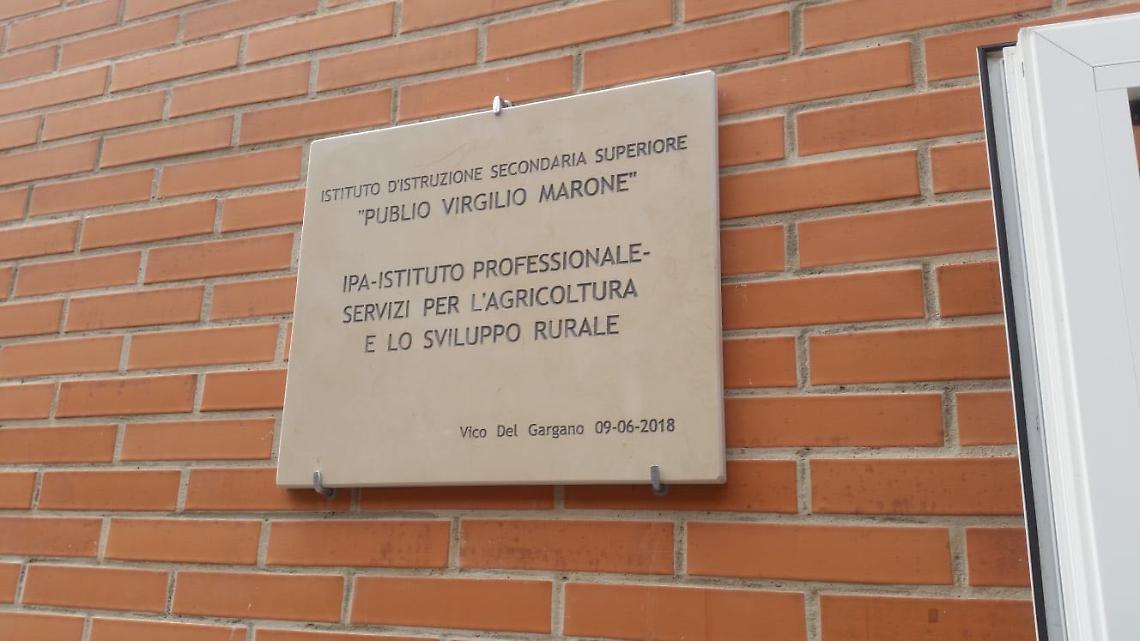 ISTITUTO D'ISTRUZIONE SECONDARIA SUPERIORE
"PUBLIO VIRGILIO MARONE"
IPA-ISTITUTO PROFESSIONALE-
SERVIZI PER L'AGRICOLTURA
E LO SVILUPPO RURALE
Vico Del Gargano 09-06-2018